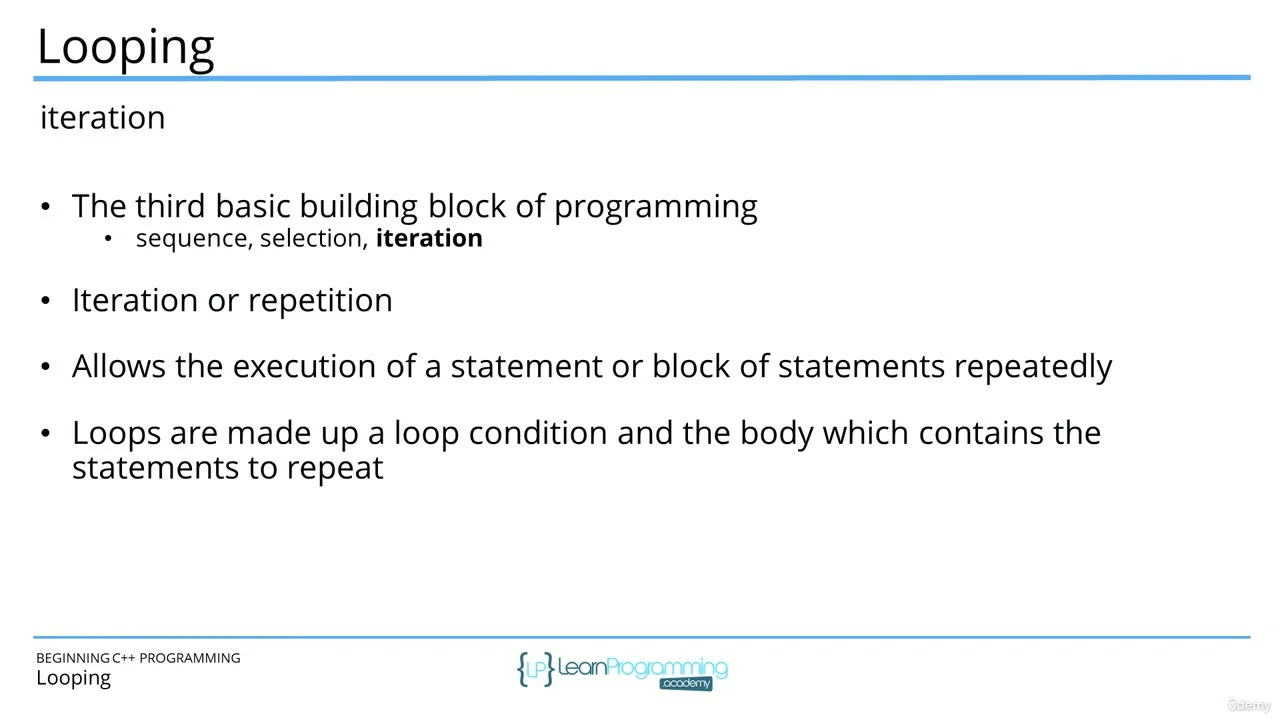 Looping
iteration
• The third basic building block of programming
• sequence, selection, iteration
• Iteration or repetition
• Allows the execution of a statement or block of statements repeatedly
• Loops are made up a loop condition and the body which contains the
statements to repeat
BEGINNING C++ PROGRAMMING
Looping
{LP} LearnProgramming
academy
ûdemy